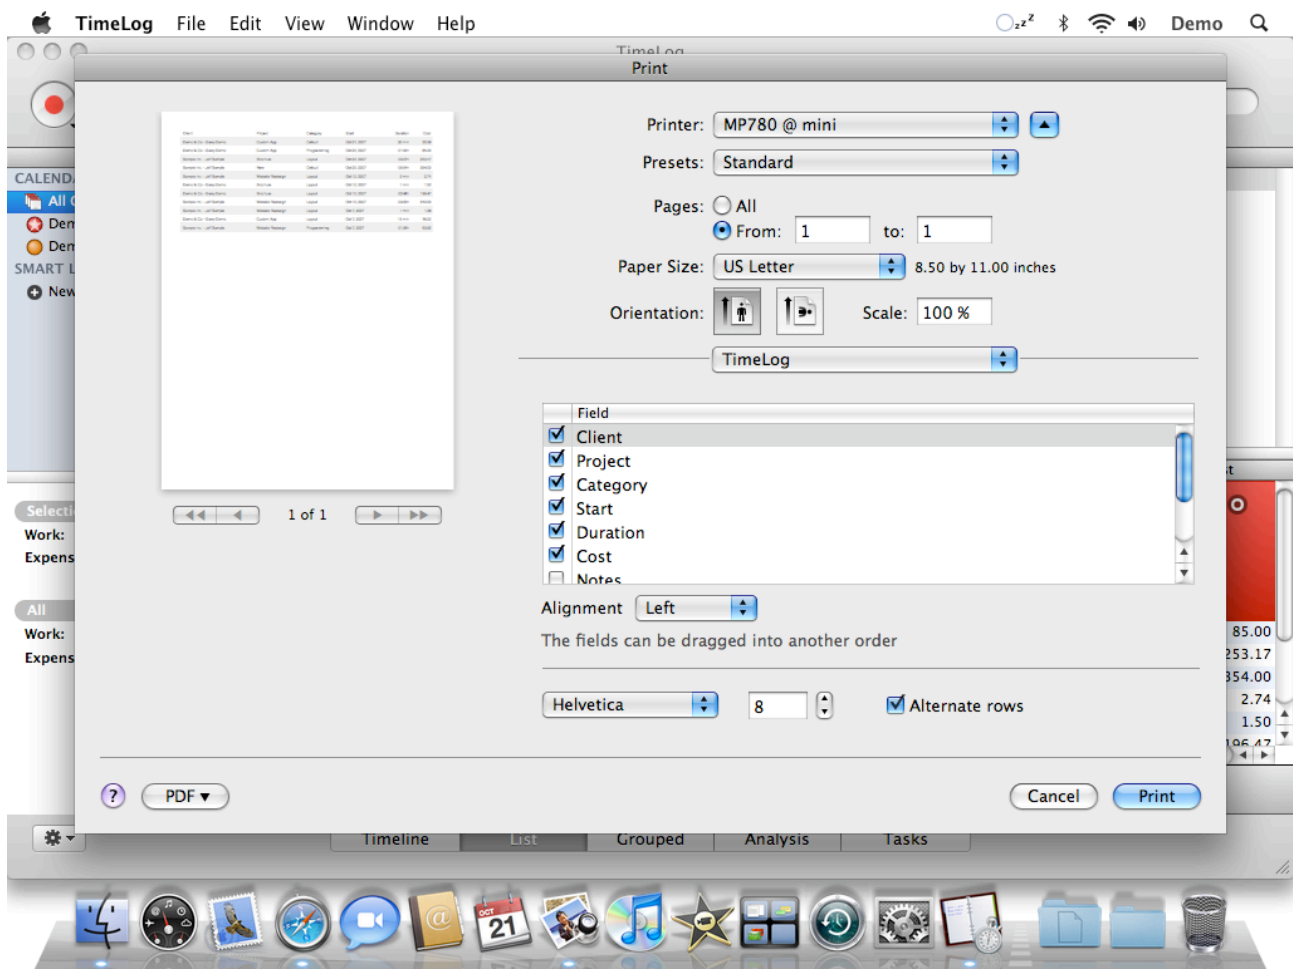 TimeLog File Edit View Window Help Demo
TimeLog
Print
Printer: MP780 @ mini
Presets: Standard
Pages: All
From: 1 to: 1
Paper Size: US Letter 8.50 by 11.00 inches
Orientation: Scale: 100 %
TimeLog
Field
Client
Project
Category
Start
Duration
Cost
Notes
Alignment Left
The fields can be dragged into another order
Helvetica 8 Alternate rows
1 of 1
? PDF Cancel Print
CALEND
All
Den
Den
SMART L
New
Selecti
Work:
Expens
All
Work:
Expens
st
85.00
253.17
354.00
2.74
1.50
196.47
Timeline List Grouped Analysis Tasks
OCT
21